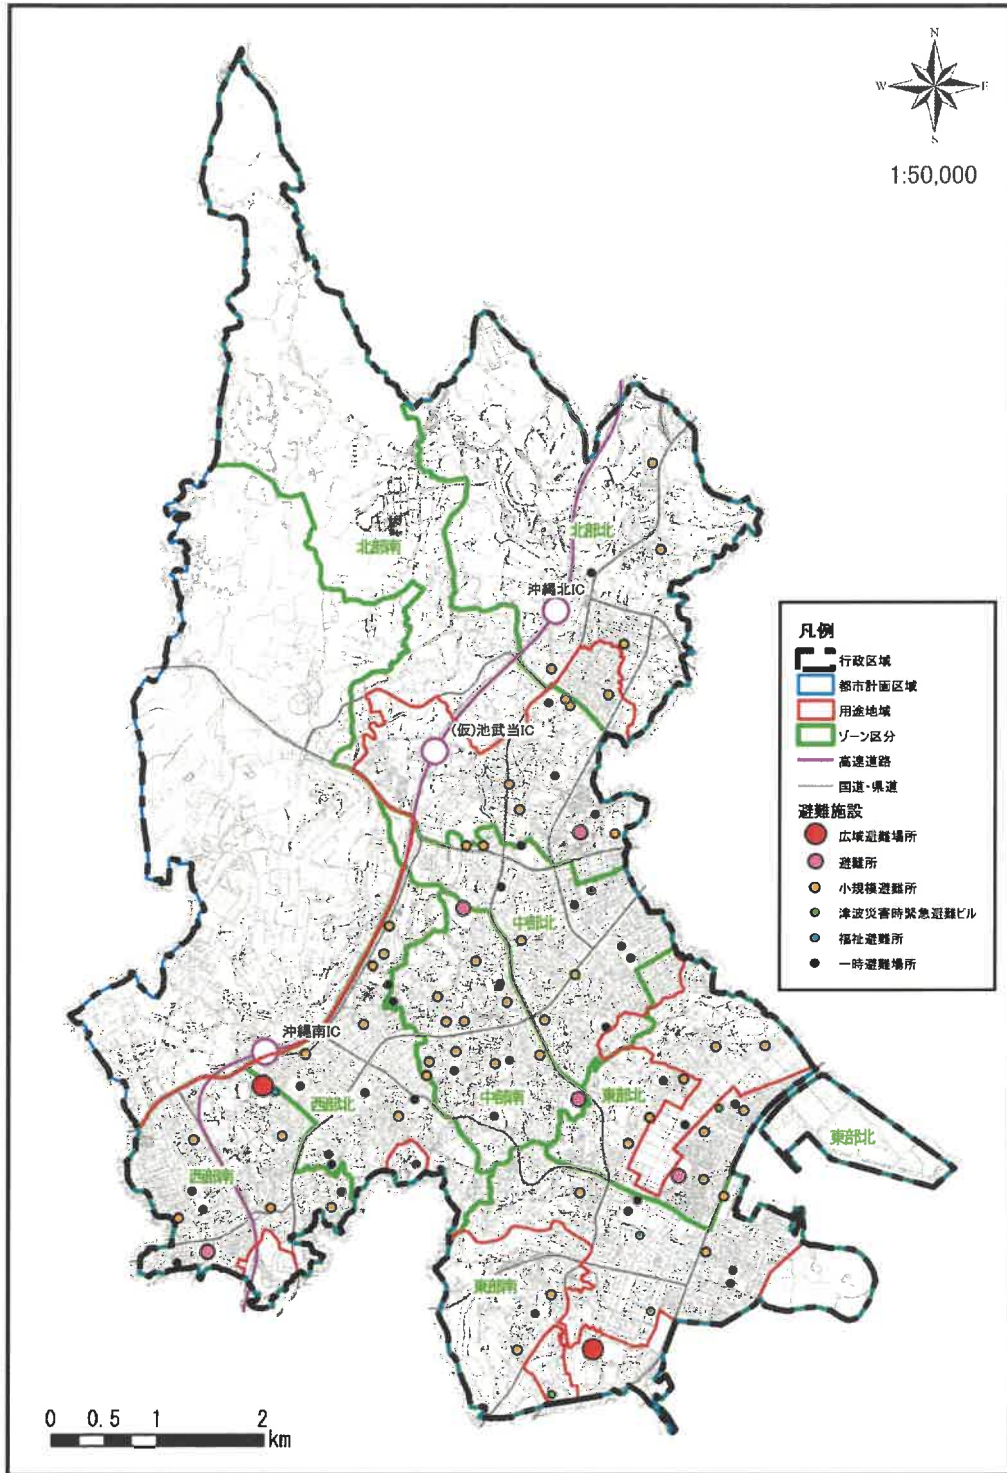 N
W E
S
1:50,000
北部南
北部北
沖縄北IC
(仮)池武当IC
凡例
行政区域
都市計画区域
用途地域
ゾーン区分
高速道路
国道・県道
避難施設
広域避難場所
避難所
小規模避難所
津波災害時緊急避難ビル
福祉避難所
一時避難場所
中部北
沖縄南IC
西部北
中部南
東部北
東部北
西部南
東部南
0 0.5 1 2
km